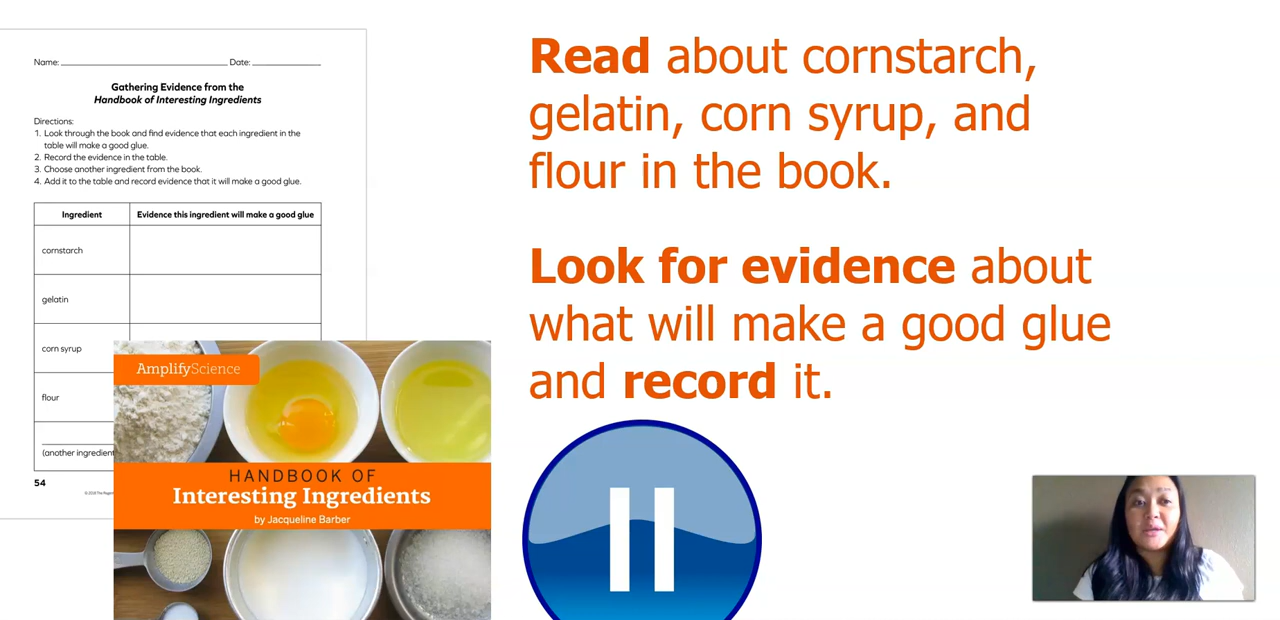 Name: ____ Date: ____
Gathering Evidence from the
Handbook of Interesting Ingredients
Directions:
1. Look through the book and find evidence that each ingredient in the
table will make a good glue.
2. Record the evidence in the table.
3. Choose another ingredient from the book.
4. Add it to the table and record evidence that it will make a good glue.
Ingredient Evidence this ingredient will make a good glue
cornstarch
gelatin
corn syrup
flour
(another ingredient
54
AmplifyScience
HANDBOOK OF
Interesting Ingredients
by Jacqueline Barber
Read about cornstarch,
gelatin, corn syrup, and
flour in the book.
Look for evidence about
what will make a good glue
and record it.